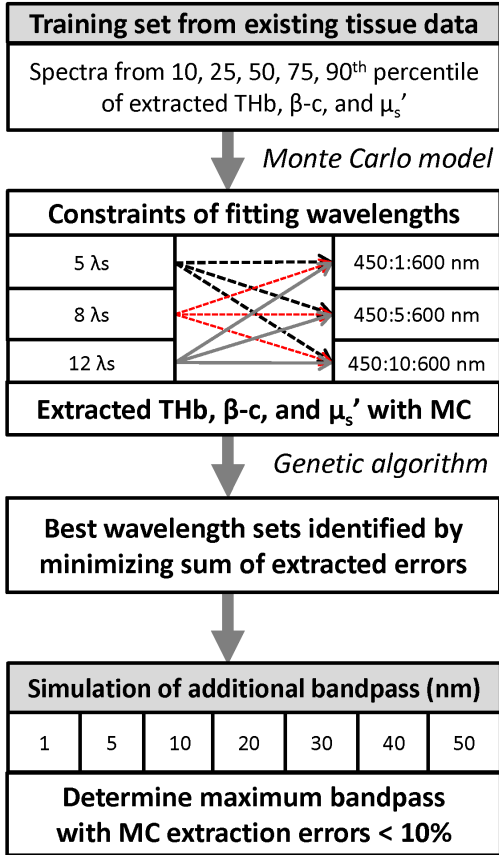 Training set from existing tissue data
Spectra from 10, 25, 50, 75, 90th percentile
of extracted THb, β-c, and μs’
Monte Carlo model
Constraints of fitting wavelengths
5 λs
450:1:600 nm
8 λs
450:5:600 nm
12 λs
450:10:600 nm
Extracted THb, β-c, and μs’ with MC
Genetic algorithm
Best wavelength sets identified by
minimizing sum of extracted errors
Simulation of additional bandpass (nm)
1 5 10 20 30 40 50
Determine maximum bandpass
with MC extraction errors < 10%